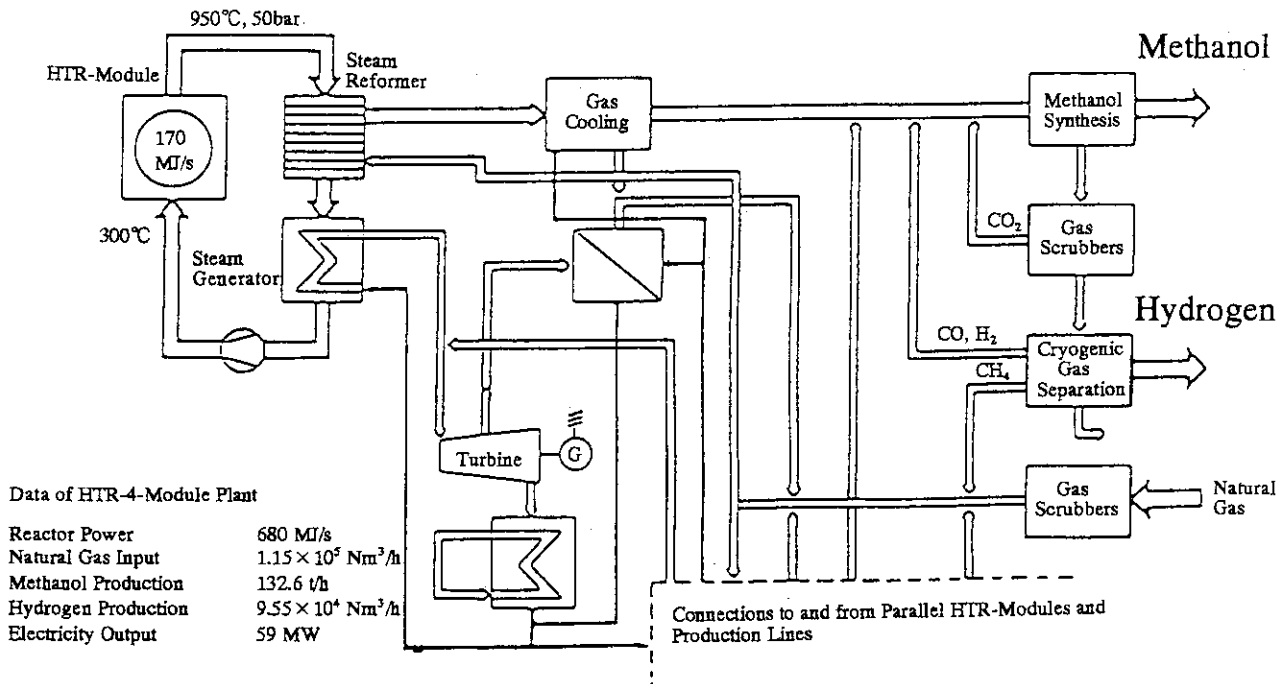 950℃, 50bar
HTR-Module
Steam
Reformer
170
MJ/s
300℃
Steam
Generator
Gas
Cooling
Methanol
Methanol
Synthesis
CO₂
Gas
Scrubbers
Hydrogen
CO, H₂
CH₄
Cryogenic
Gas
Separation
Turbine
G
Gas
Scrubbers
Natural
Gas
Data of HTR-4-Module Plant
Reactor Power 680 MJ/s
Natural Gas Input 1.15×10⁵ Nm³/h
Methanol Production 132.6 t/h
Hydrogen Production 9.55×10⁴ Nm³/h
Electricity Output 59 MW
Connections to and from Parallel HTR-Modules and
Production Lines